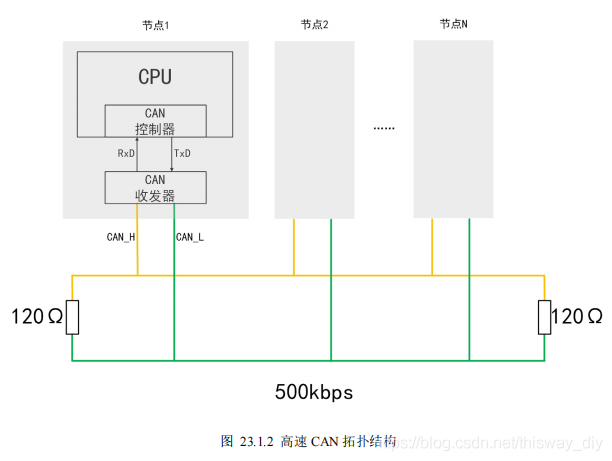 节点1
节点2
节点N
CPU
CAN
控制器
RxD
TxD
CAN
收发器
……
CAN_H
CAN_L
120Ω
120Ω
500kbps
图 23.1.2 高速 CAN 拓扑结构
https://blog.csdn.net/thisway_diy